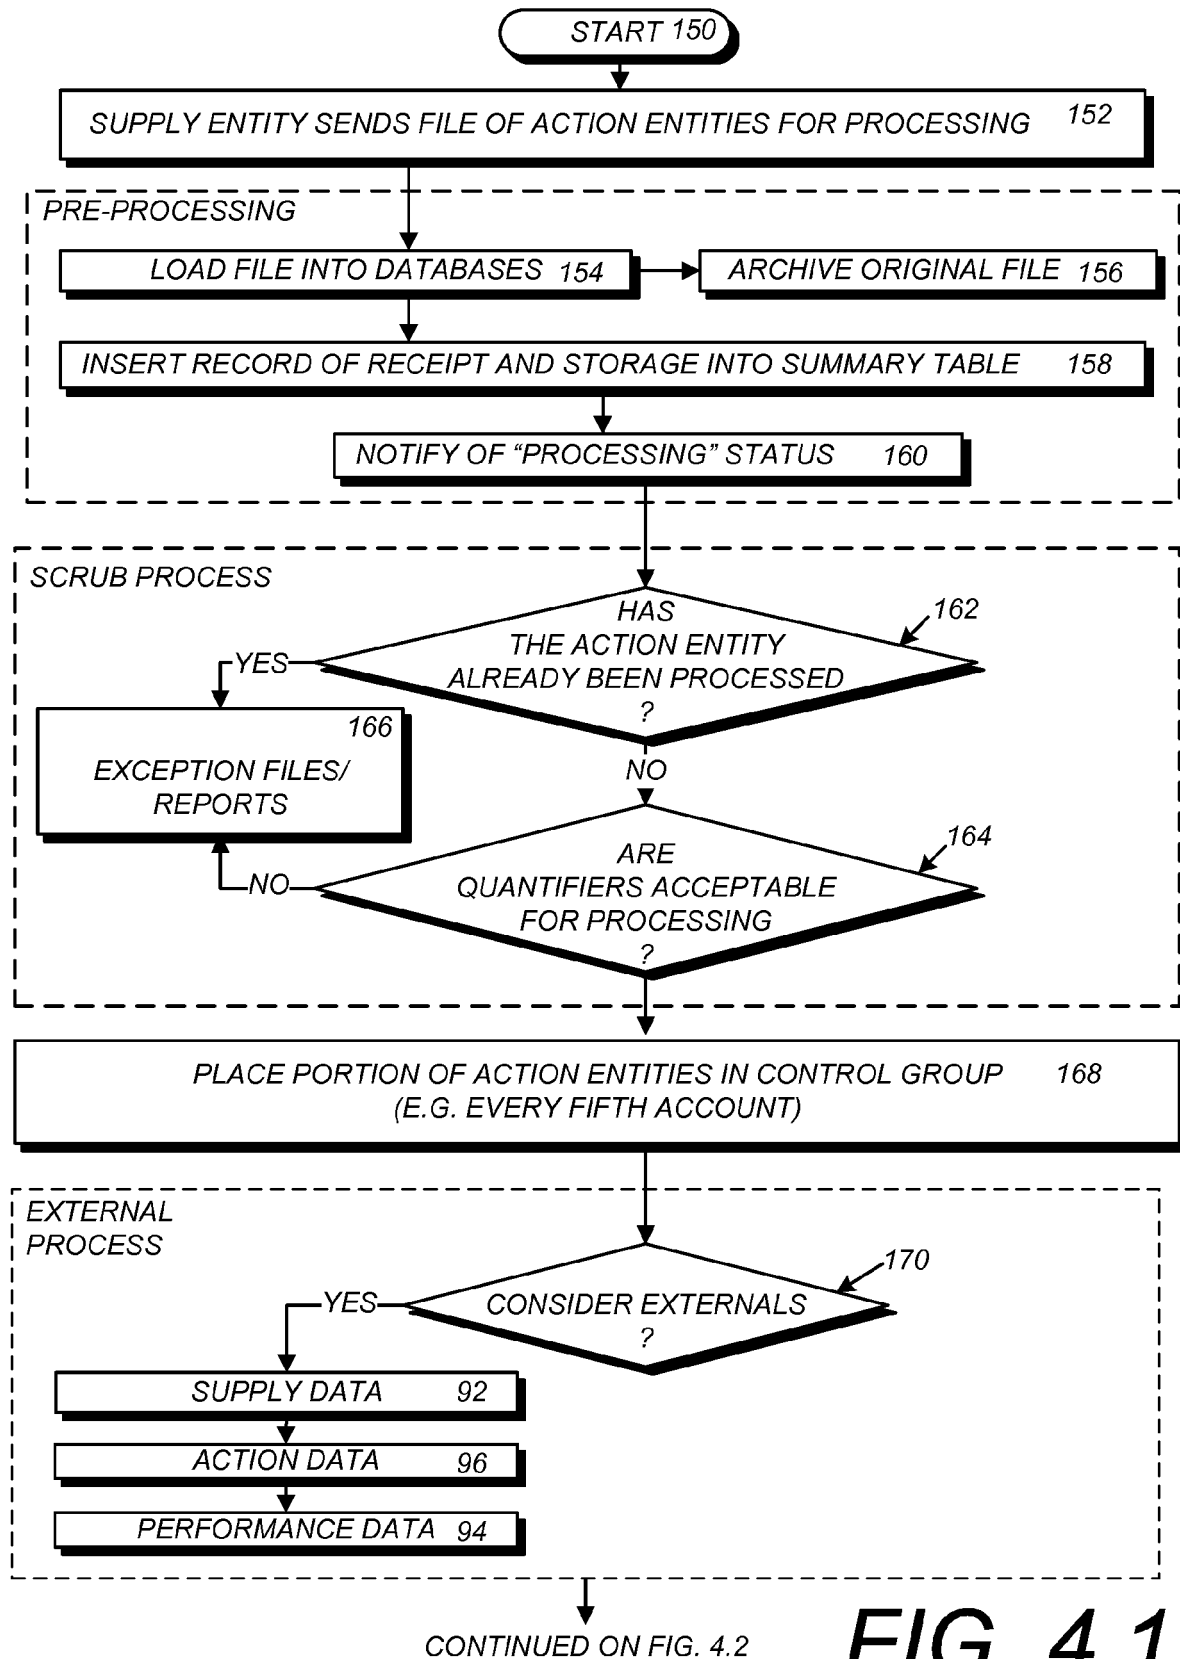 START 150
SUPPLY ENTITY SENDS FILE OF ACTION ENTITIES FOR PROCESSING 152
PRE-PROCESSING
LOAD FILE INTO DATABASES 154
ARCHIVE ORIGINAL FILE 156
INSERT RECORD OF RECEIPT AND STORAGE INTO SUMMARY TABLE 158
NOTIFY OF “PROCESSING” STATUS 160
SCRUB PROCESS
HAS
THE ACTION ENTITY
ALREADY BEEN PROCESSED
?
162
YES
166
EXCEPTION FILES/
REPORTS
NO
ARE
QUANTIFIERS ACCEPTABLE
FOR PROCESSING
?
164
NO
PLACE PORTION OF ACTION ENTITIES IN CONTROL GROUP 168
(E.G. EVERY FIFTH ACCOUNT)
EXTERNAL
PROCESS
CONSIDER EXTERNALS
?
170
YES
SUPPLY DATA 92
ACTION DATA 96
PERFORMANCE DATA 94
CONTINUED ON FIG. 4.2
FIG. 4.1